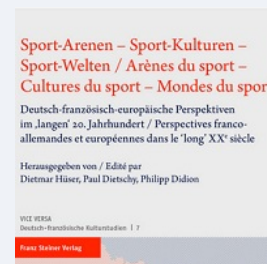 Sport-Arenen – Sport-Kulturen –
Sport-Welten / Arènes du sport –
Cultures du sport – Mondes du spor
Deutsch-französisch-europäische Perspektiven
im ‚langen‘ 20. Jahrhundert / Perspectives franco-
allemandes et européennes dans le ‘long’ XXᵉ siècle
Herausgegeben von / Edité par
Dietmar Hüser, Paul Dietschy, Philipp Didion
VICE VERSA
Deutsch-französische Kulturstudien | 7
Franz Steiner Verlag